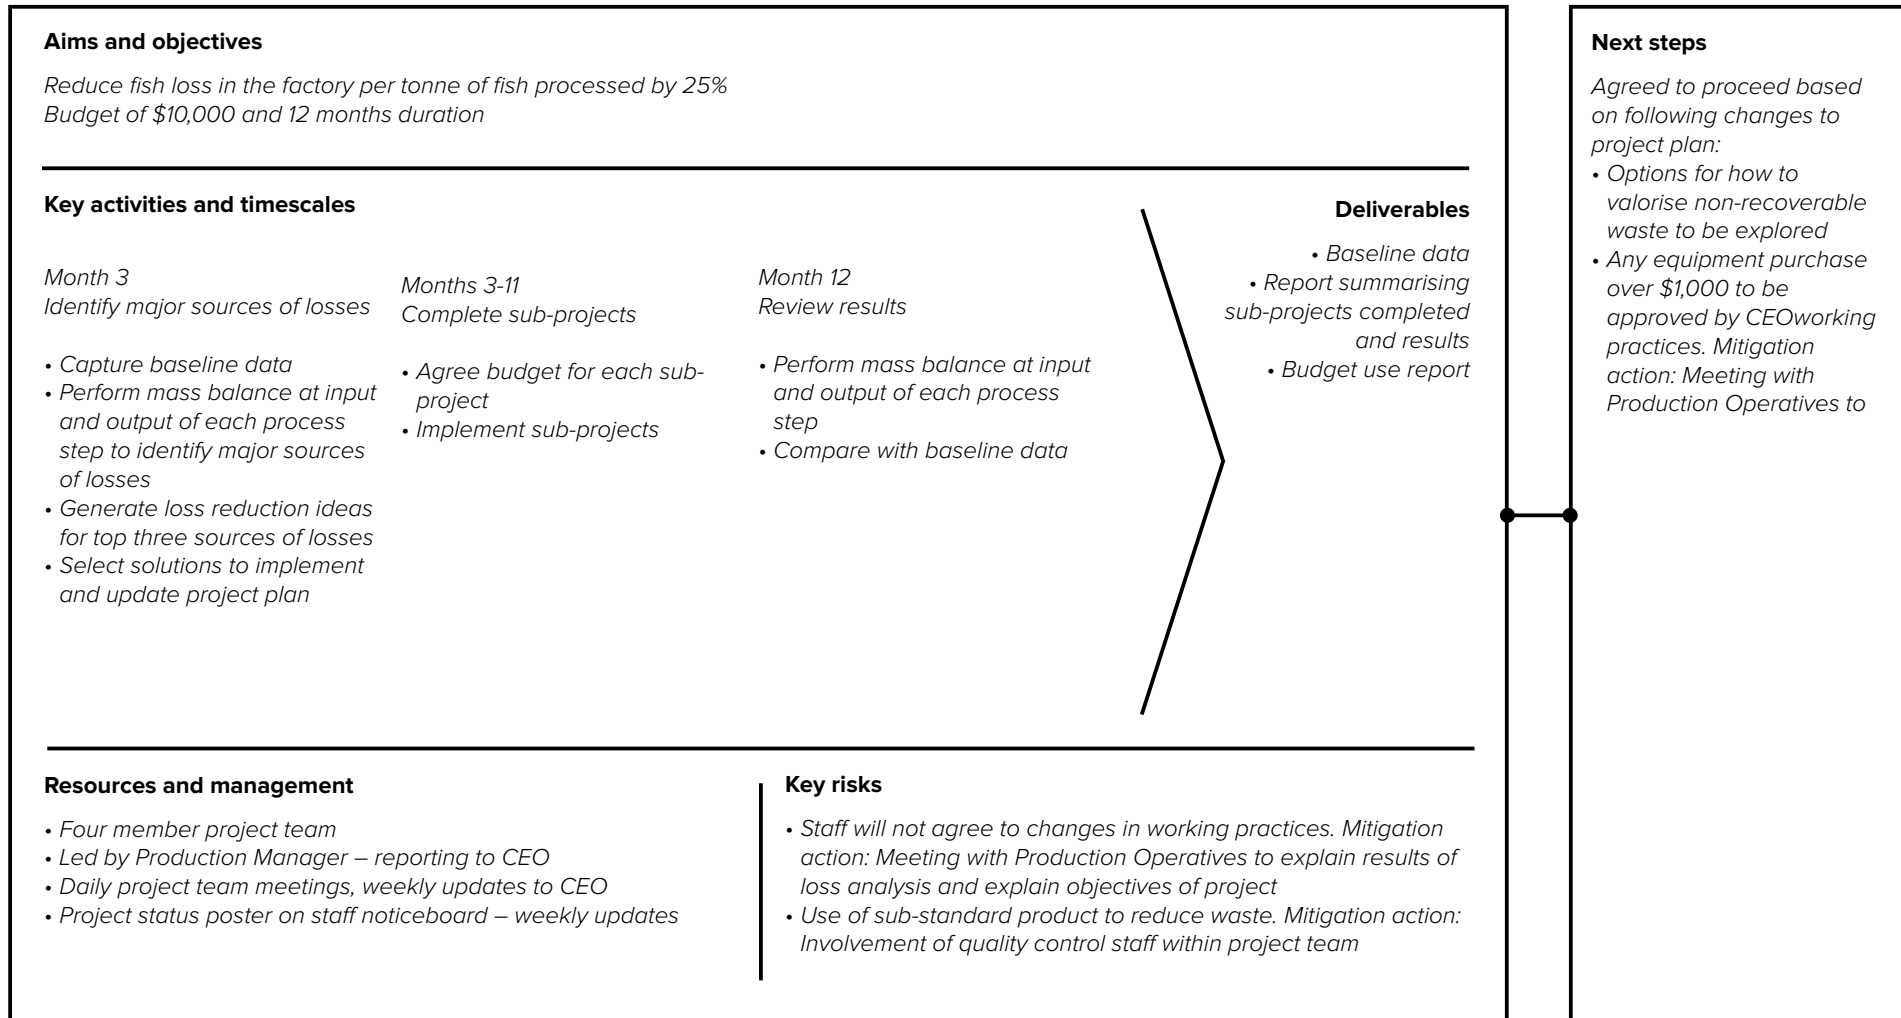 Aims and objectives
Reduce fish loss in the factory per tonne of fish processed by 25%
Budget of $10,000 and 12 months duration
Key activities and timescales
Month 3
Identify major sources of losses
• Capture baseline data
• Perform mass balance at input
and output of each process
step to identify major sources
of losses
• Generate loss reduction ideas
for top three sources of losses
• Select solutions to implement
and update project plan
Months 3-11
Complete sub-projects
• Agree budget for each sub-
project
• Implement sub-projects
Month 12
Review results
• Perform mass balance at input
and output of each process
step
• Compare with baseline data
Deliverables
• Baseline data
• Report summarising
sub-projects completed
and results
• Budget use report
Resources and management
• Four member project team
• Led by Production Manager – reporting to CEO
• Daily project team meetings, weekly updates to CEO
• Project status poster on staff noticeboard – weekly updates
Key risks
• Staff will not agree to changes in working practices. Mitigation
action: Meeting with Production Operatives to explain results of
loss analysis and explain objectives of project
• Use of sub-standard product to reduce waste. Mitigation action:
Involvement of quality control staff within project team
Next steps
Agreed to proceed based
on following changes to
project plan:
• Options for how to
valorise non-recoverable
waste to be explored
• Any equipment purchase
over $1,000 to be
approved by CEOworking
practices. Mitigation
action: Meeting with
Production Operatives to